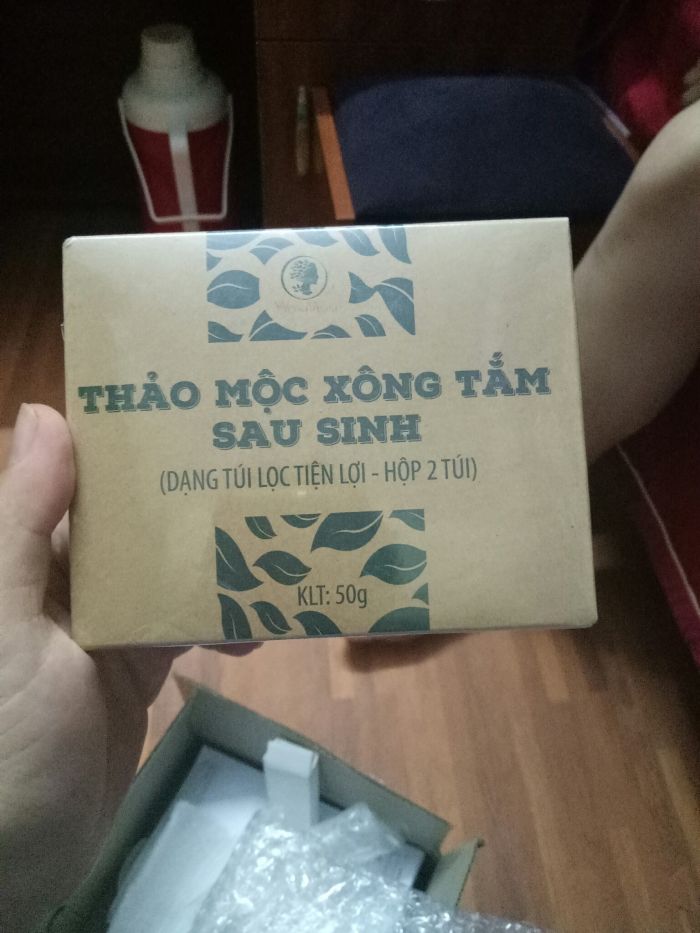 THẢO MỘC XÔNG TẮM
SAU SINH
(DẠNG TÚI LỌC TIỆN LỢI - HỘP 2 TÚI)
KLT: 50g